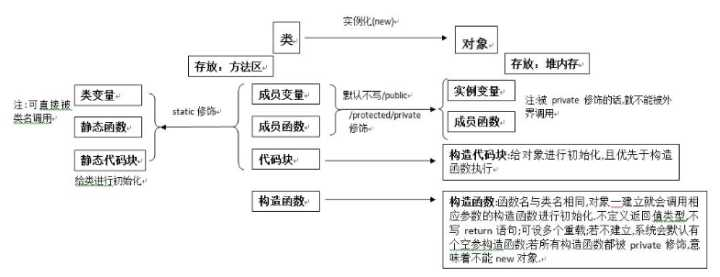 实例化(new)
类
对象
存放：方法区
存放：堆内存
类变量
静态函数
静态代码块
注:可直接被
类名调用
给类进行初始化
static 修饰
成员变量
成员函数
代码块
构造函数
默认不写/public
/protected/private
修饰
实例变量
成员函数
注:被 private 修饰的话,就不能被外
界调用
构造代码块:给对象进行初始化,且优先于构造
函数执行
构造函数:函数名与类名相同,对象一建立就会调用相
应参数的构造函数进行初始化.不定义返回值类型,不
写 return 语句;可设多个重载;若不建立,系统会默认有
个空参构造函数;若所有构造函数都被 private 修饰,意
味着不能 new 对象.